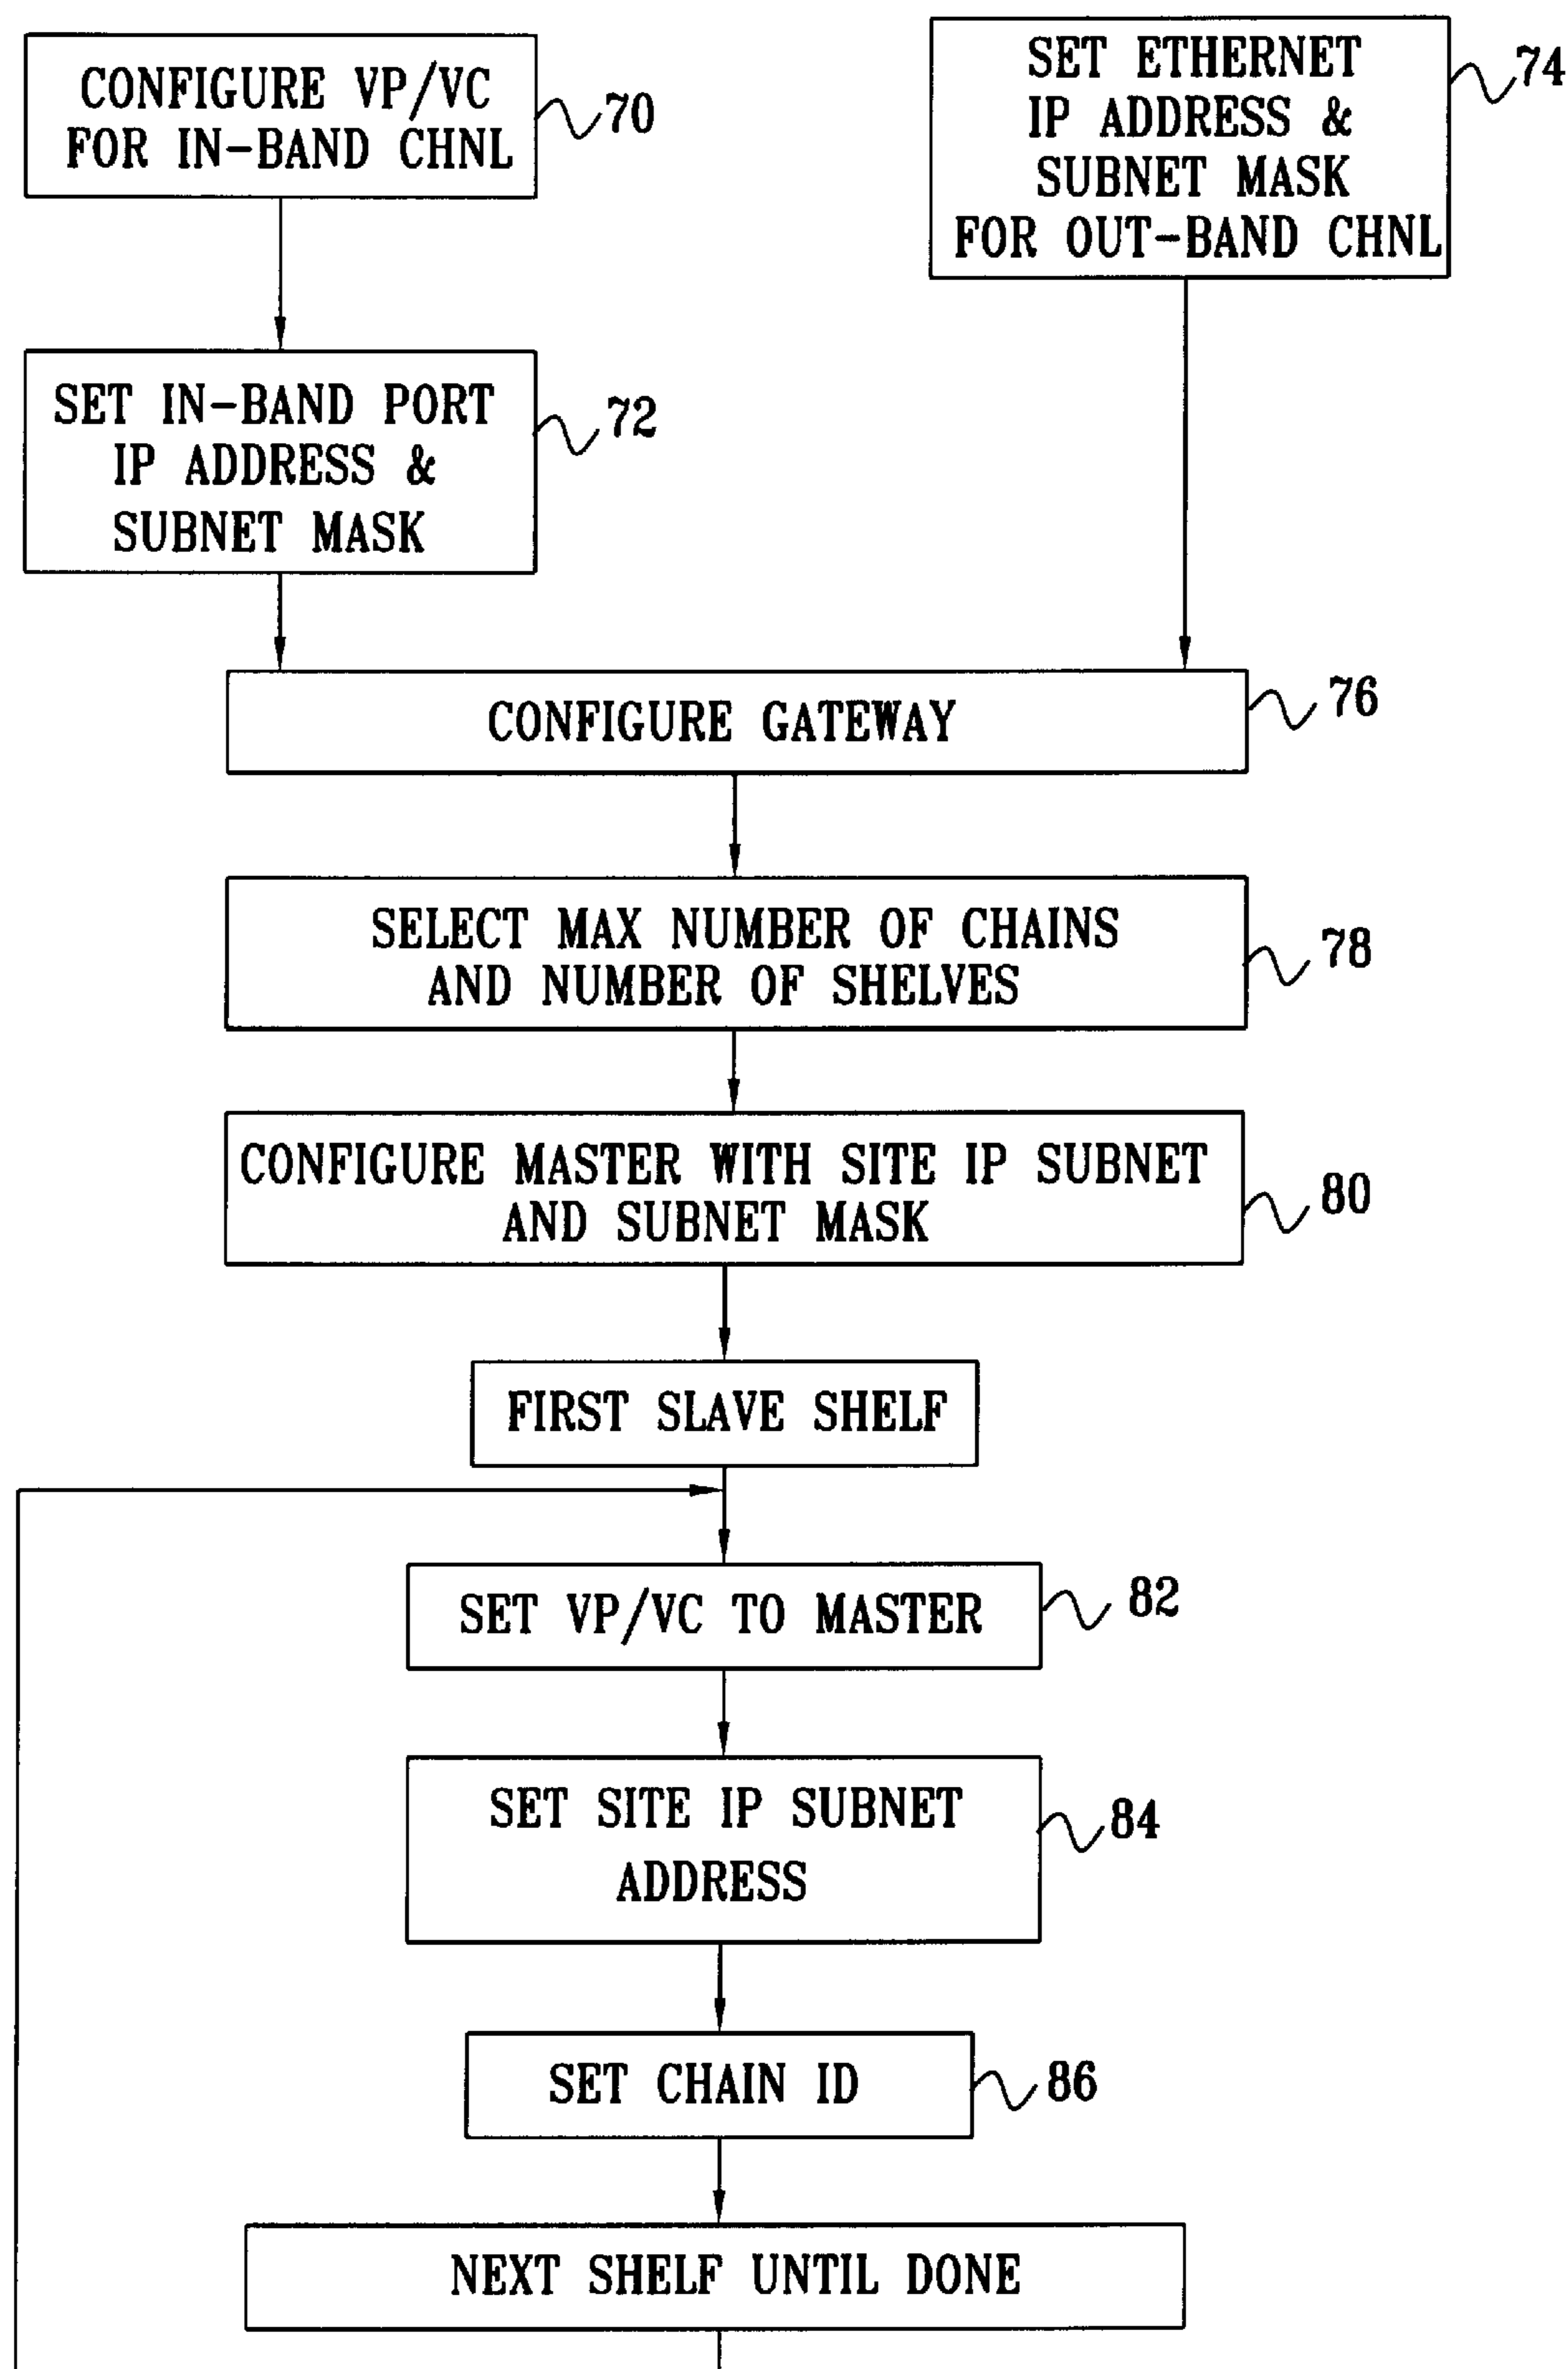 CONFIGURE VP/VC
FOR IN-BAND CHNL
70
SET ETHERNET
IP ADDRESS &
SUBNET MASK
FOR OUT-BAND CHNL
74
SET IN-BAND PORT
IP ADDRESS &
SUBNET MASK
72
CONFIGURE GATEWAY
76
SELECT MAX NUMBER OF CHAINS
AND NUMBER OF SHELVES
78
CONFIGURE MASTER WITH SITE IP SUBNET
AND SUBNET MASK
80
FIRST SLAVE SHELF
SET VP/VC TO MASTER
82
SET SITE IP SUBNET
ADDRESS
84
SET CHAIN ID
86
NEXT SHELF UNTIL DONE